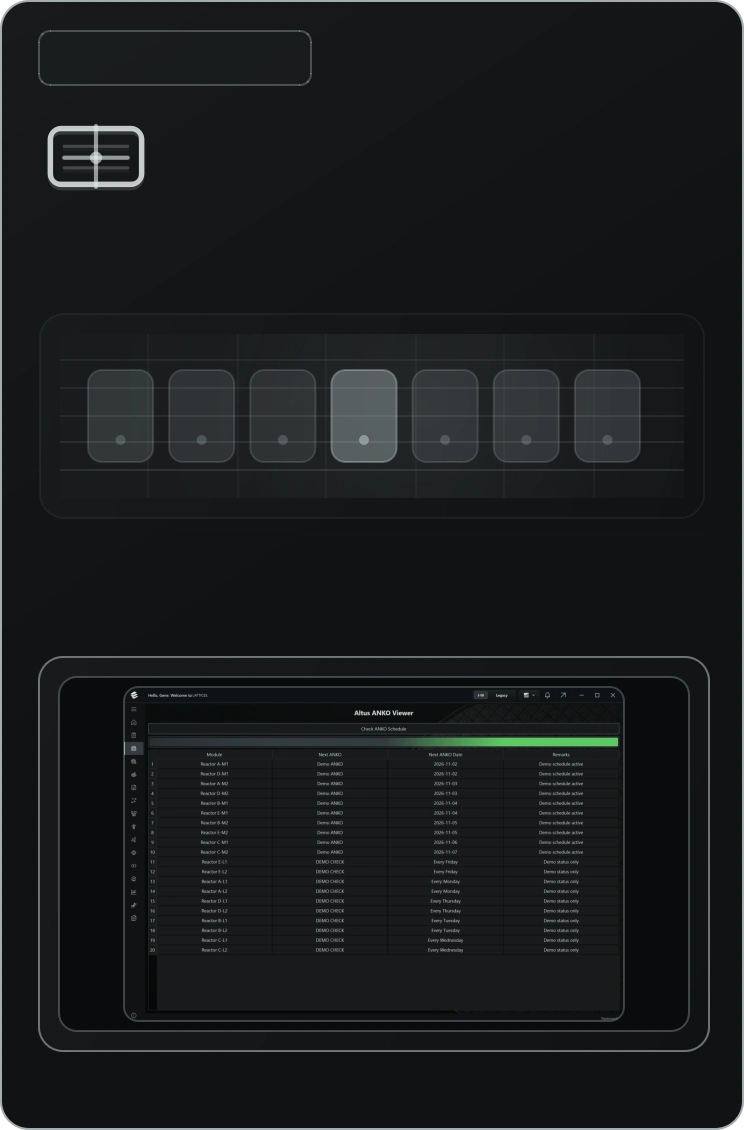 Hello, Gene. Welcome to: ATTICES
Legacy
Altus ANKO Viewer
Check ANKO Schedule
Module Next ANKO Next ANKO Date Remarks
1 Reactor A-M1 Demo ANKO 2026-11-02 Demo schedule active
2 Reactor D-M1 Demo ANKO 2026-11-02 Demo schedule active
3 Reactor A-M2 Demo ANKO 2026-11-03 Demo schedule active
4 Reactor D-M2 Demo ANKO 2026-11-03 Demo schedule active
5 Reactor B-M1 Demo ANKO 2026-11-04 Demo schedule active
6 Reactor E-M1 Demo ANKO 2026-11-04 Demo schedule active
7 Reactor B-M2 Demo ANKO 2026-11-05 Demo schedule active
8 Reactor E-M2 Demo ANKO 2026-11-05 Demo schedule active
9 Reactor C-M1 Demo ANKO 2026-11-06 Demo schedule active
10 Reactor C-M2 Demo ANKO 2026-11-07 Demo schedule active
11 Reactor E-L1 DEMO CHECK Every Friday Demo status only
12 Reactor E-L2 DEMO CHECK Every Friday Demo status only
13 Reactor A-L1 DEMO CHECK Every Monday Demo status only
14 Reactor A-L2 DEMO CHECK Every Monday Demo status only
15 Reactor D-L1 DEMO CHECK Every Thursday Demo status only
16 Reactor D-L2 DEMO CHECK Every Thursday Demo status only
17 Reactor B-L1 DEMO CHECK Every Tuesday Demo status only
18 Reactor B-L2 DEMO CHECK Every Tuesday Demo status only
19 Reactor C-L1 DEMO CHECK Every Wednesday Demo status only
20 Reactor C-L2 DEMO CHECK Every Wednesday Demo status only